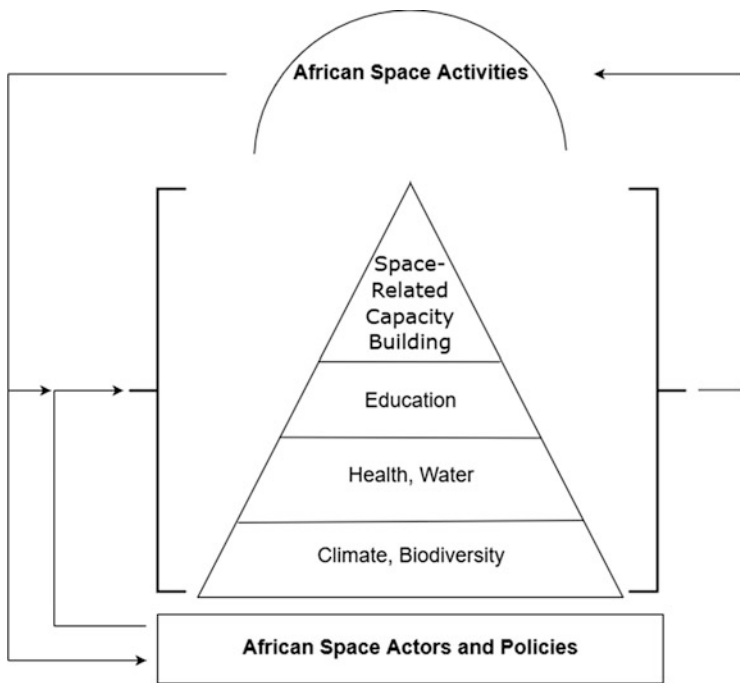 African Space Activities
Space-
Related
Capacity
Building
Education
Health, Water
Climate, Biodiversity
African Space Actors and Policies